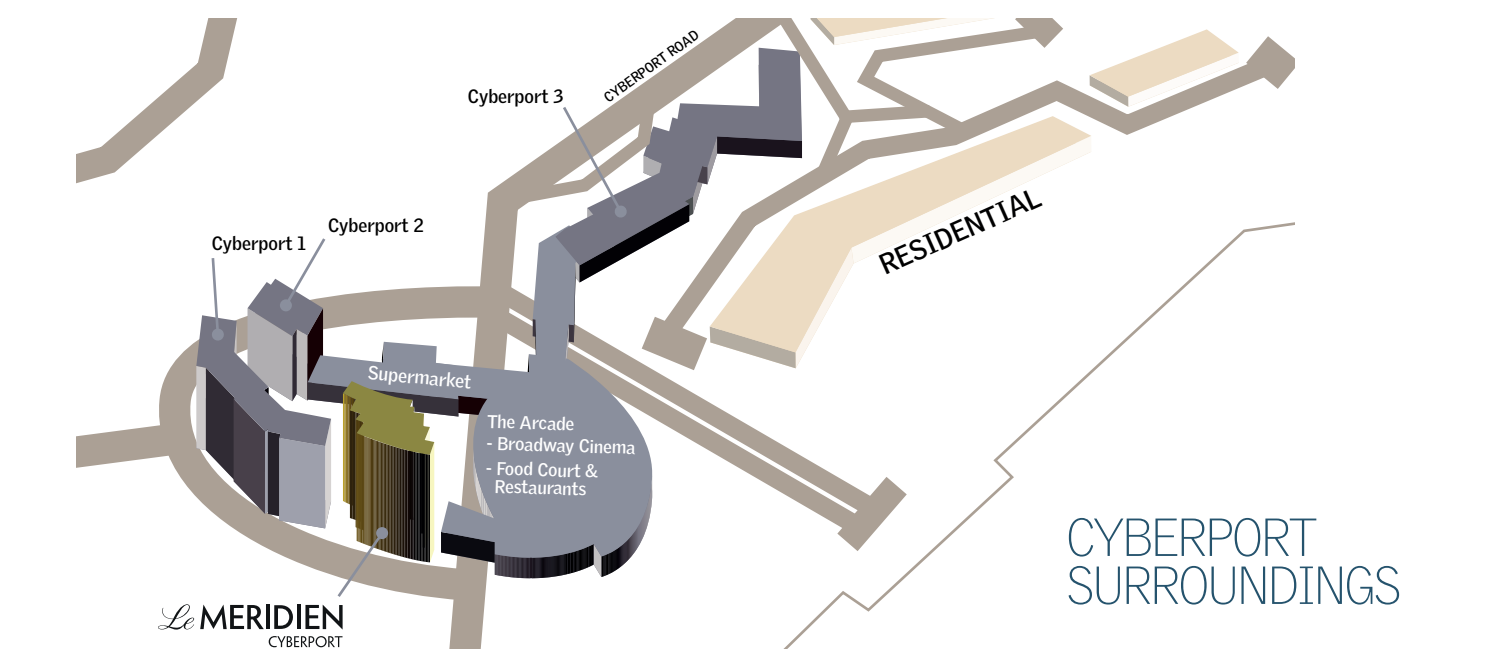 CYBERPORT ROAD
Cyberport 3
Cyberport 2
Cyberport 1
RESIDENTIAL
Supermarket
The Arcade
- Broadway Cinema
- Food Court &
Restaurants
CYBERPORT
SURROUNDINGS
Le MERIDIEN
CYBERPORT